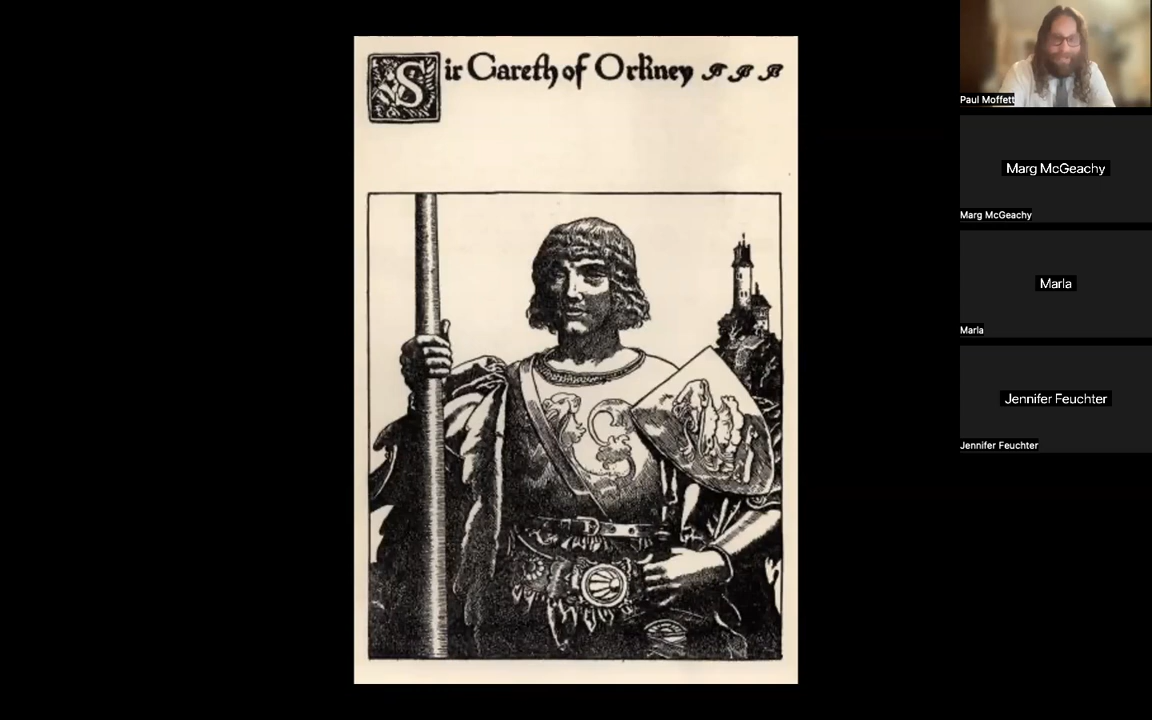 Sir Gareth of Orkney
Paul Moffett
Marg McGeachy
Marg McGeachy
Marla
Marla
Jennifer Feuchter
Jennifer Feuchter